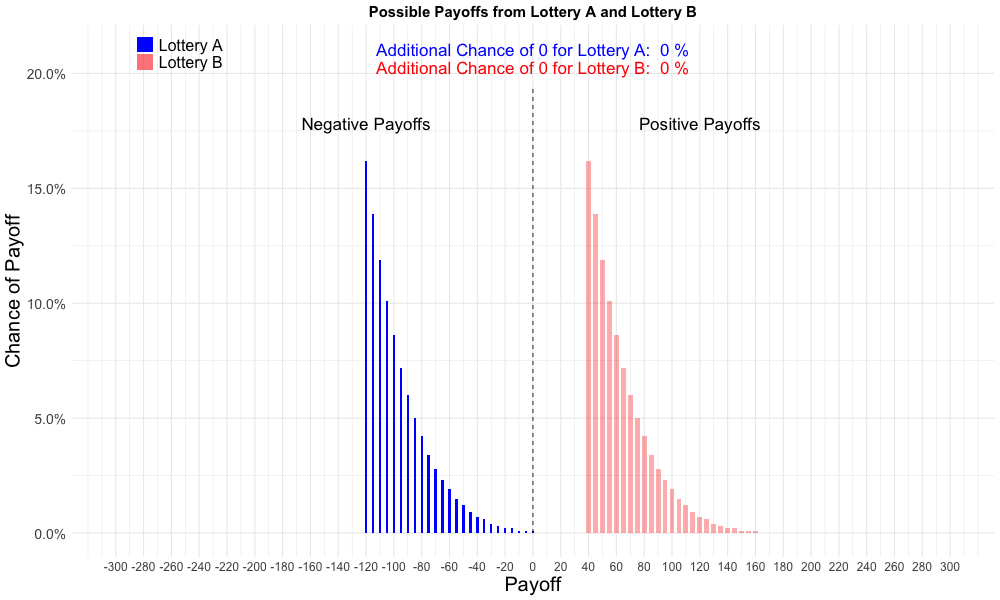 Possible Payoffs from Lottery A and Lottery B
Lottery A
Lottery B
Additional Chance of 0 for Lottery A:  0 %
Additional Chance of 0 for Lottery B:  0 %
Negative Payoffs
Positive Payoffs
Chance of Payoff
20.0%
15.0%
10.0%
5.0%
0.0%
-300 -280 -260 -240 -220 -200 -180 -160 -140 -120 -100 -80 -60 -40 -20 0 20 40 60 80 100 120 140 160 180 200 220 240 260 280 300
Payoff